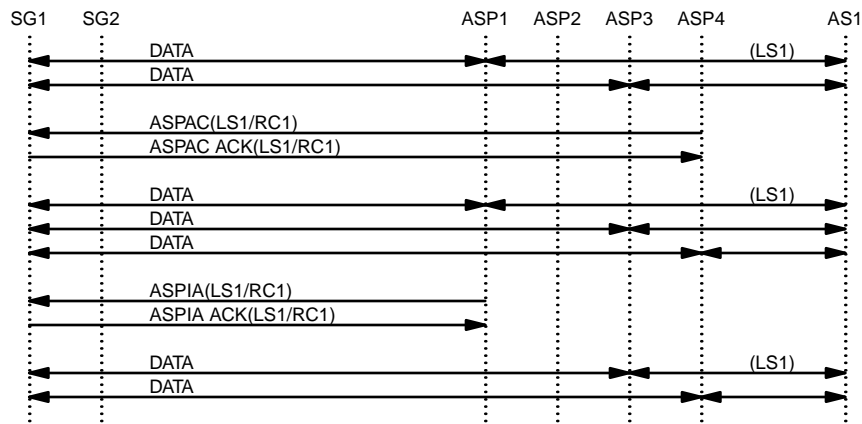 SG1 SG2 ASP1 ASP2 ASP3 ASP4 AS1
DATA (LS1)
DATA
ASPAC(LS1/RC1)
ASPAC ACK(LS1/RC1)
DATA (LS1)
DATA
DATA
ASPIA(LS1/RC1)
ASPIA ACK(LS1/RC1)
DATA (LS1)
DATA